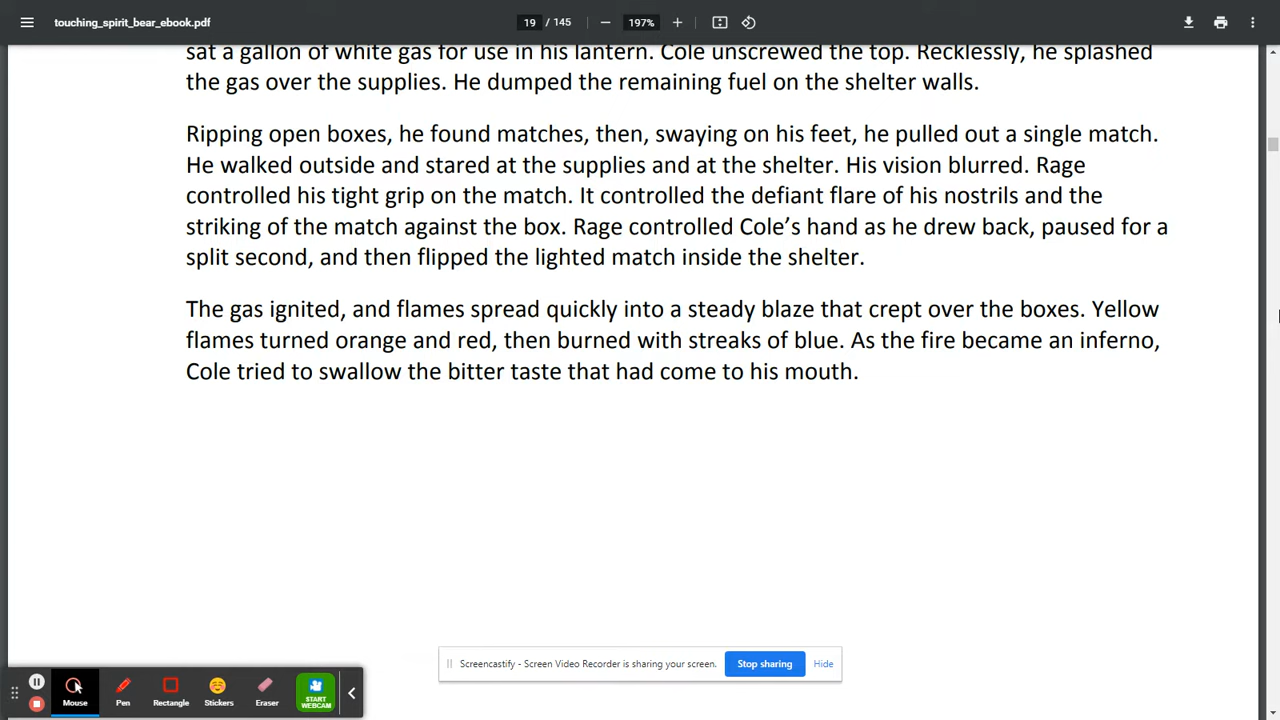 touching_spirit_bear_ebook.pdf
19 / 145
197%
sat a gallon of white gas for use in his lantern. Cole unscrewed the top. Recklessly, he splashed
the gas over the supplies. He dumped the remaining fuel on the shelter walls.
Ripping open boxes, he found matches, then, swaying on his feet, he pulled out a single match.
He walked outside and stared at the supplies and at the shelter. His vision blurred. Rage
controlled his tight grip on the match. It controlled the defiant flare of his nostrils and the
striking of the match against the box. Rage controlled Cole’s hand as he drew back, paused for a
split second, and then flipped the lighted match inside the shelter.
The gas ignited, and flames spread quickly into a steady blaze that crept over the boxes. Yellow
flames turned orange and red, then burned with streaks of blue. As the fire became an inferno,
Cole tried to swallow the bitter taste that had come to his mouth.
Screencastify - Screen Video Recorder is sharing your screen.
Stop sharing
Hide
Mouse
Pen
Rectangle
Stickers
Eraser
START
WEBCAM